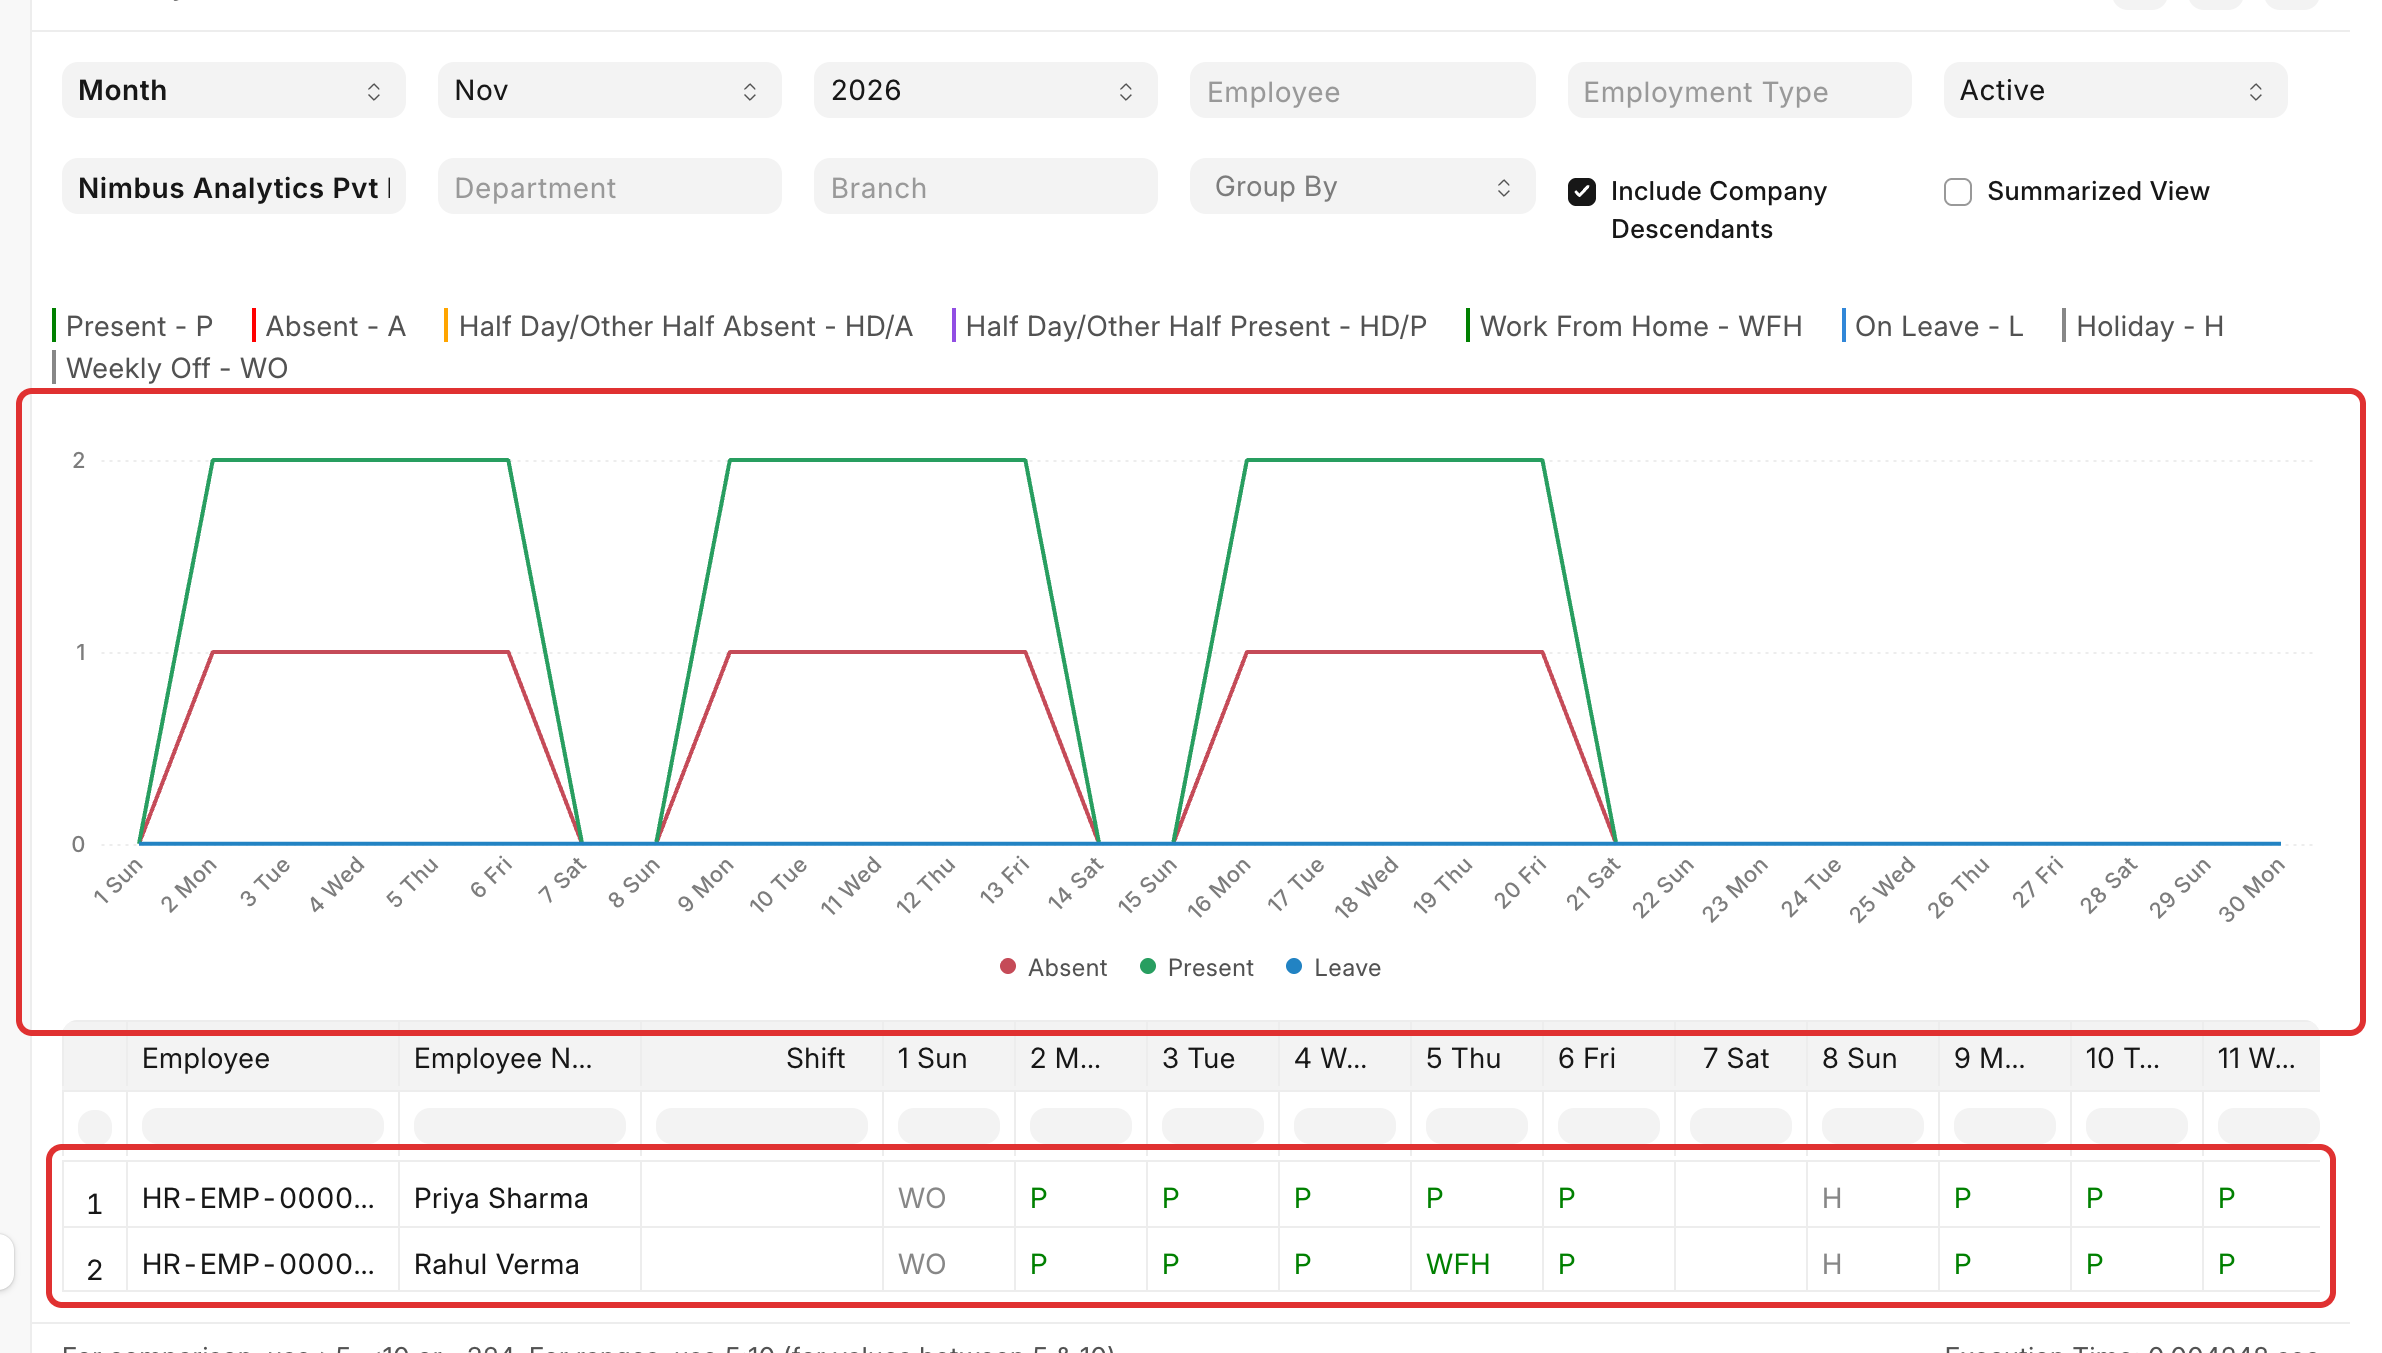 Month Nov 2026 Employee Employment Type Active
Nimbus Analytics Pvt Department Branch Group By Include Company Descendants Summarized View
Present - P Absent - A Half Day/Other Half Absent - HD/A Half Day/Other Half Present - HD/P Work From Home - WFH On Leave - L Holiday - H
Weekly Off - WO
2
1
0
1 Sun 2 Mon 3 Tue 4 Wed 5 Thu 6 Fri 7 Sat 8 Sun 9 Mon 10 Tue 11 Wed 12 Thu 13 Fri 14 Sat 15 Sun 16 Mon 17 Tue 18 Wed 19 Thu 20 Fri 21 Sat 22 Sun 23 Mon 24 Tue 25 Wed 26 Thu 27 Fri 28 Sat 29 Sun 30 Mon
Absent Present Leave
Employee Employee N... Shift 1 Sun 2 M... 3 Tue 4 W... 5 Thu 6 Fri 7 Sat 8 Sun 9 M... 10 T... 11 W...
1 HR-EMP-0000... Priya Sharma WO P P P P P H P P P
2 HR-EMP-0000... Rahul Verma WO P P P WFH P H P P P